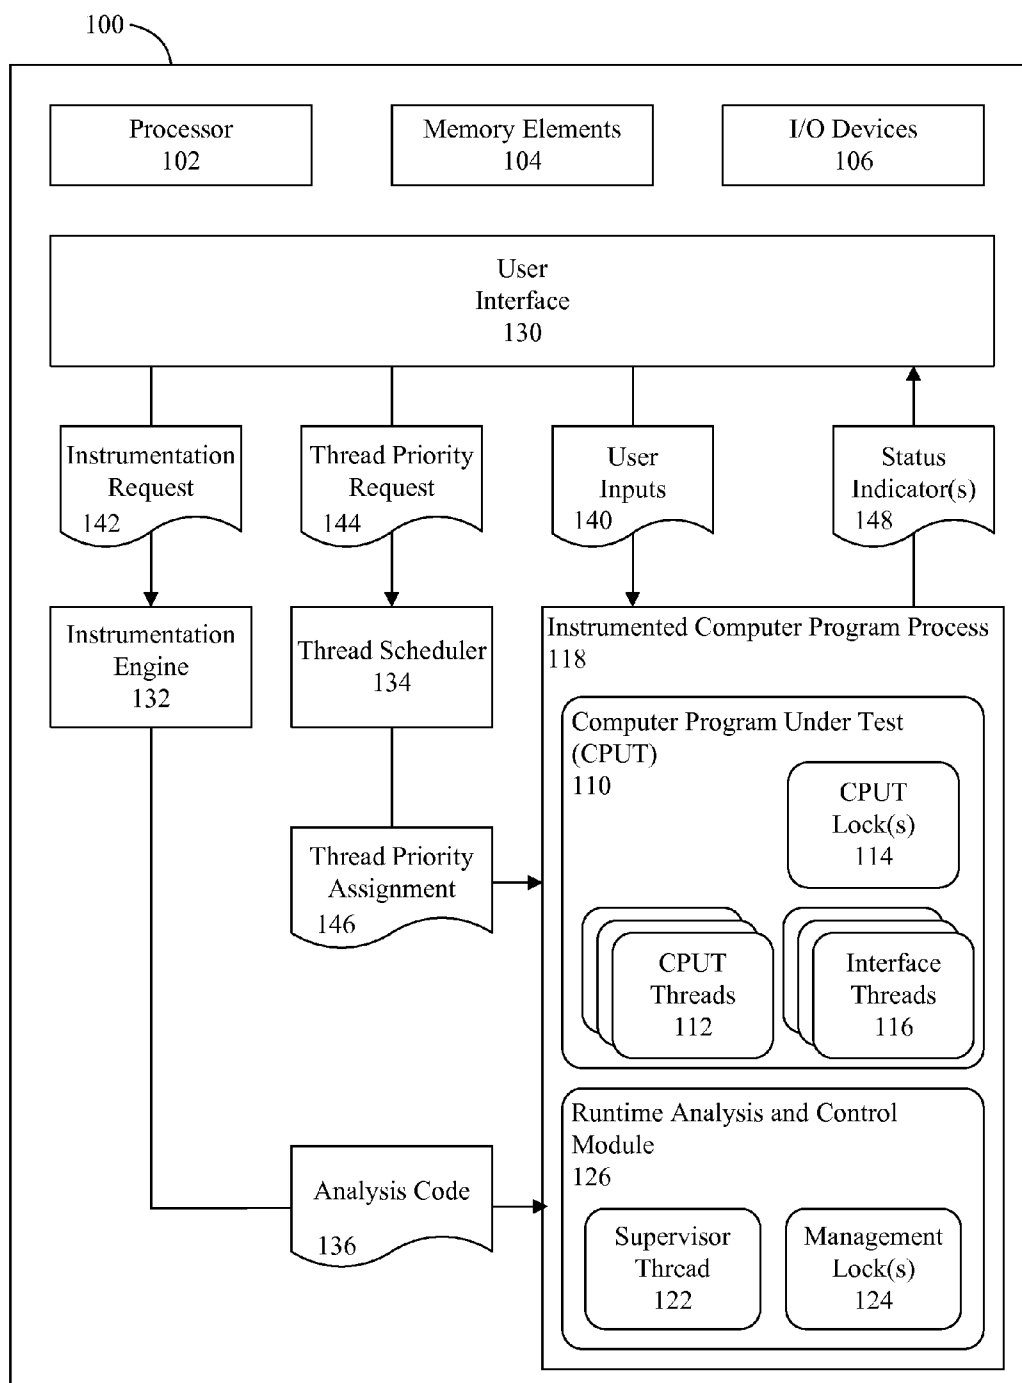 100
Processor
102
Memory Elements
104
I/O Devices
106
User
Interface
130
Instrumentation
Request
142
Thread Priority
Request
144
User
Inputs
140
Status
Indicator(s)
148
Instrumentation
Engine
132
Thread Scheduler
134
Instrumented Computer Program Process
118
Computer Program Under Test
(CPUT)
110
CPUT
Lock(s)
114
Thread Priority
Assignment
146
CPUT
Threads
112
Interface
Threads
116
Runtime Analysis and Control
Module
126
Analysis Code
136
Supervisor
Thread
122
Management
Lock(s)
124